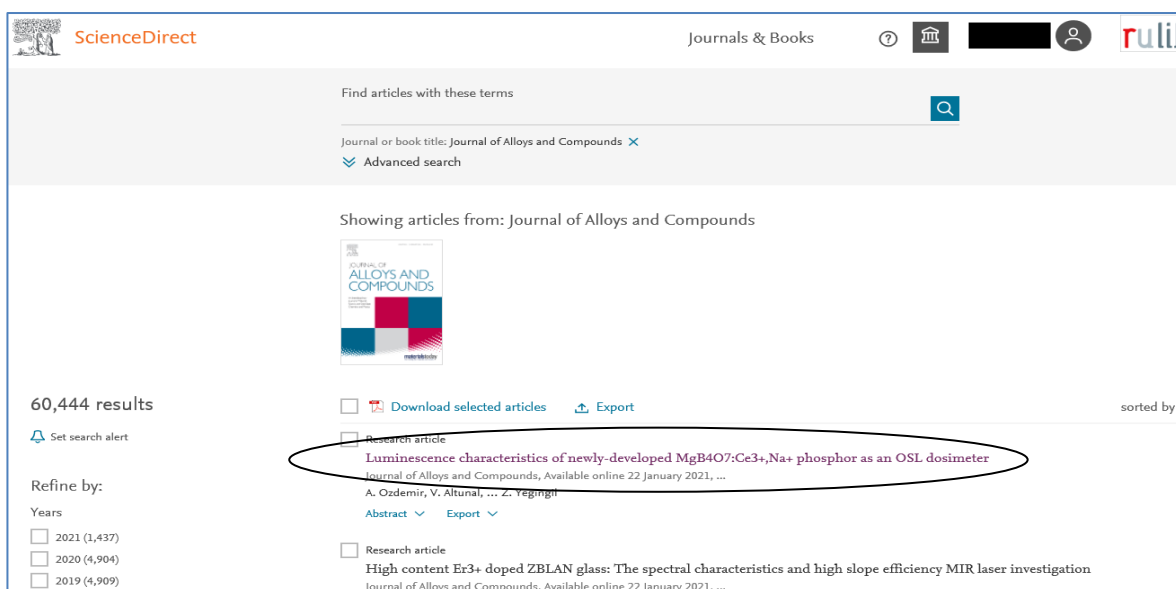 ScienceDirect
Journals & Books
?
ruli
Find articles with these terms
Journal or book title: Journal of Alloys and Compounds ×
Advanced search
Showing articles from: Journal of Alloys and Compounds
JOURNAL OF
ALLOYS AND
COMPOUNDS
materialstoday
60,444 results
Download selected articles
Export
sorted by
Set search alert
Research article
Luminescence characteristics of newly-developed MgB4O7:Ce3+,Na+ phosphor as an OSL dosimeter
Journal of Alloys and Compounds, Available online 22 January 2021, ...
A. Ozdemir, V. Altunal, ... Z. Yegingil
Abstract
Export
Refine by:
Years
2021 (1,437)
2020 (4,904)
2019 (4,909)
Research article
High content Er3+ doped ZBLAN glass: The spectral characteristics and high slope efficiency MIR laser investigation
Journal of Alloys and Compounds, Available online 22 January 2021, ...